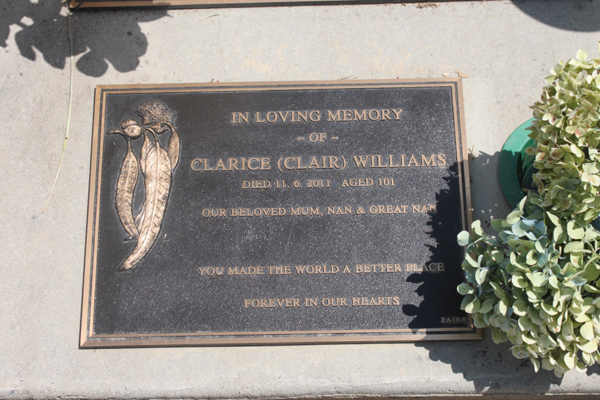 IN LOVING MEMORY
~ OF ~
CLARICE (CLAIR) WILLIAMS
DIED 11. 6. 2011 AGED 101
OUR BELOVED MUM, NAN & GREAT NAN
YOU MADE THE WORLD A BETTER PLACE
FOREVER IN OUR HEARTS